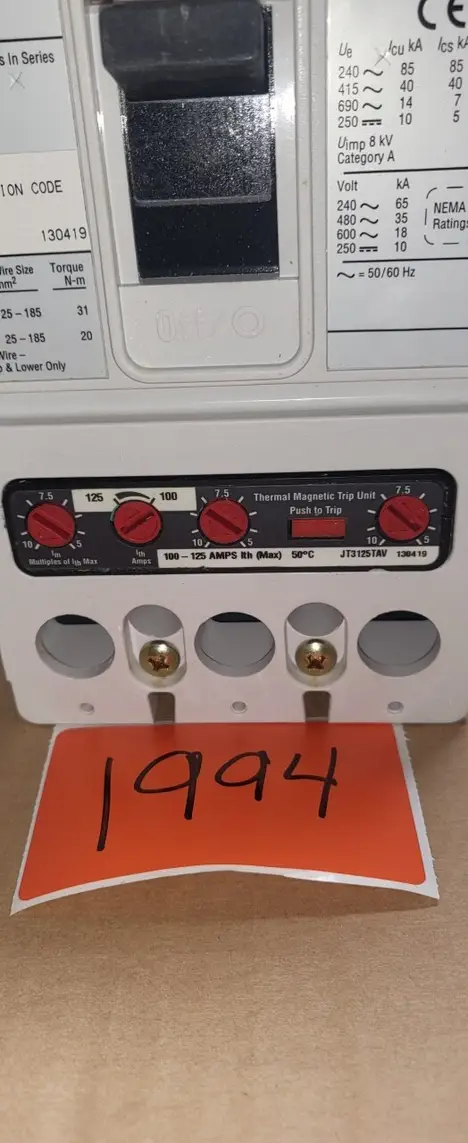 s In Series
ION CODE
130419
Wire Size
mm²
Torque
N-m
25-185 31
25-185 20
Wire –
& Lower Only
Off/O
CE
Ue Icu kA Ics kA
240 ~ 85 85
415 ~ 40 40
690 ~ 14 7
250 ⎓ 10 5
Uimp 8 kV
Category A
Volt kA
240 ~ 65
480 ~ 35
600 ~ 18
250 ⎓ 10
NEMA
Ratings
~ = 50/60 Hz
7.5
10 5
Im
Multiples of Ith Max
125 100
Ith
Amps
7.5
10 5
Thermal Magnetic Trip Unit
Push to Trip
7.5
10 5
100 – 125 AMPS Ith (Max) 50°C JT3125TAV 130419
1994